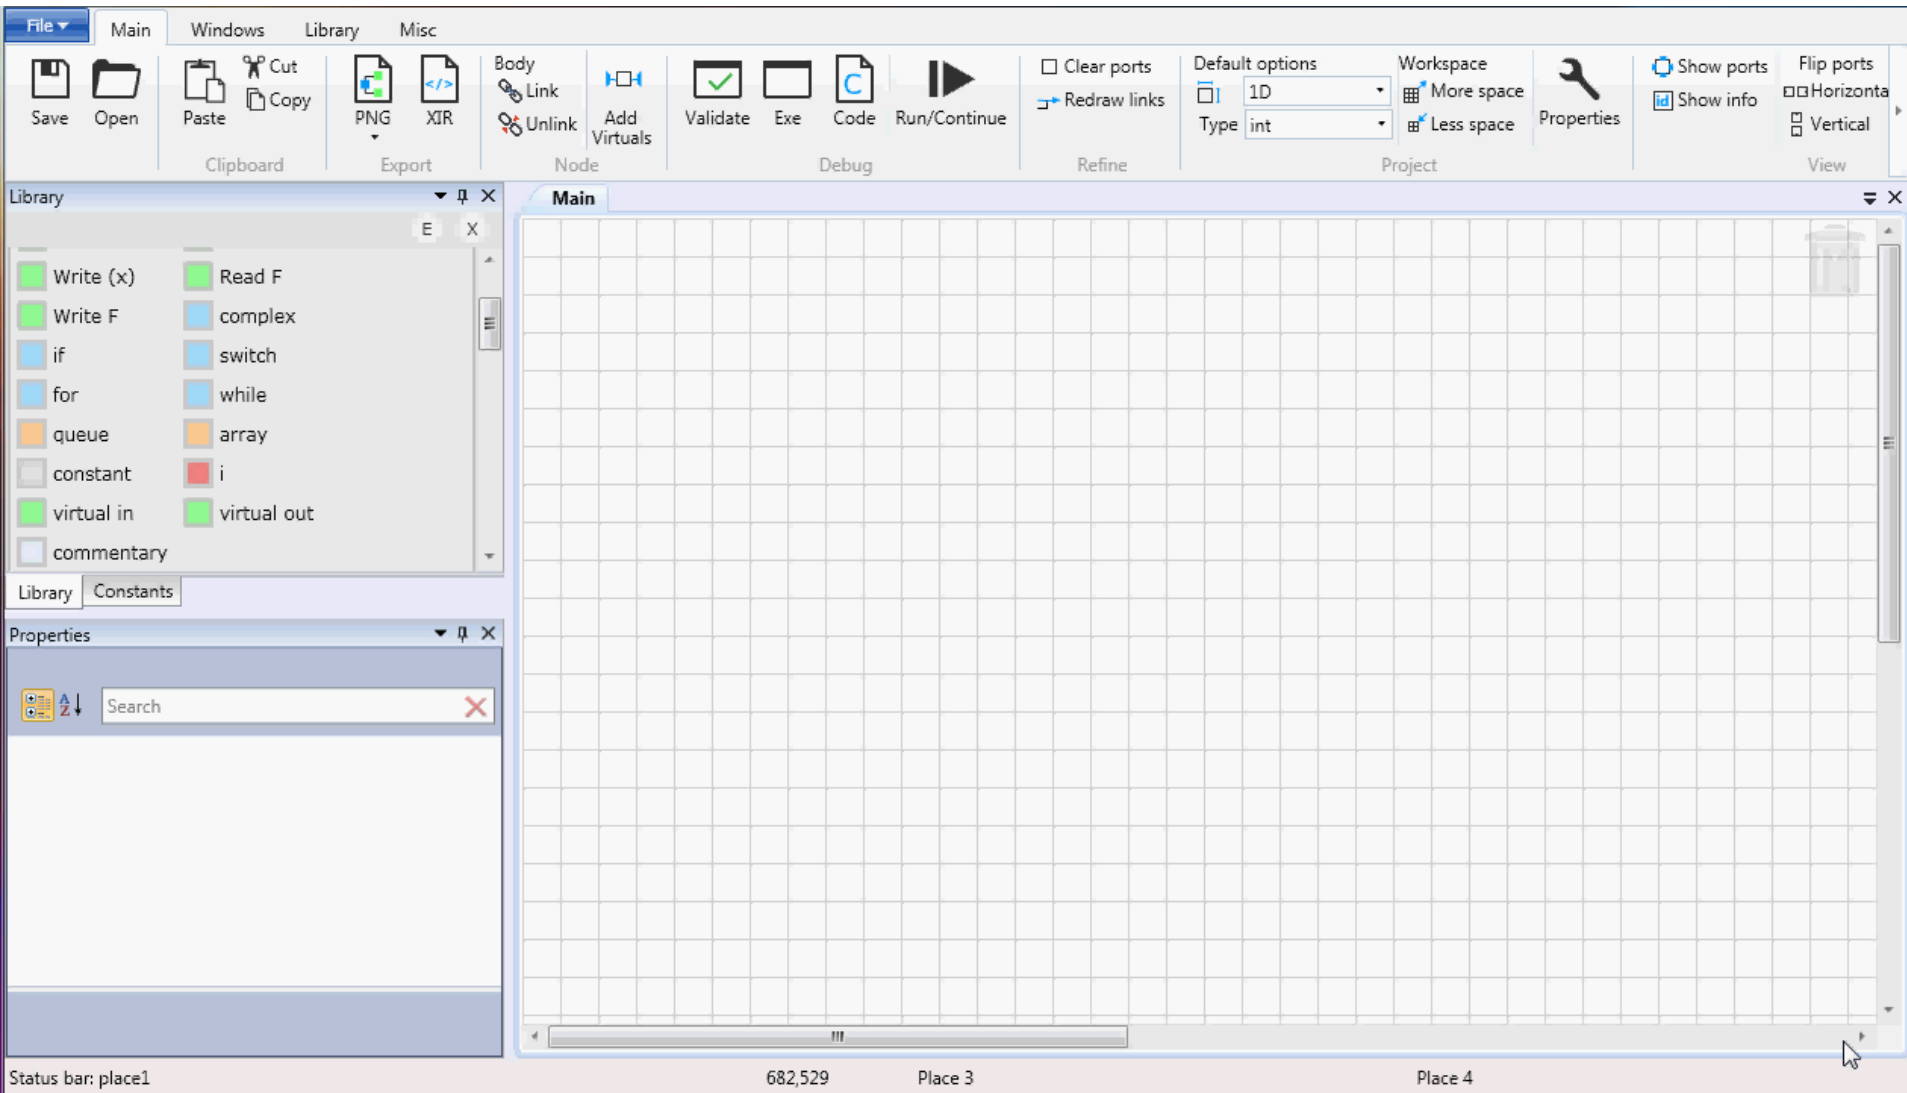 File
Main Windows Library Misc
Save
Open
Paste
Cut
Copy
Clipboard
PNG
XIR
Export
Body
Link
Unlink
Add
Virtuals
Node
Validate
Exe
C
Code
Run/Continue
Debug
Clear ports
Redraw links
Refine
Default options
1D
Type int
Workspace
More space
Less space
Properties
Project
Show ports
id Show info
Flip ports
Horizonta
Vertical
View
Library
E X
Write (x) Read F
Write F complex
if switch
for while
queue array
constant i
virtual in virtual out
commentary
Library Constants
Properties
A
Z
Search
Main
Status bar: place1 682,529 Place 3 Place 4